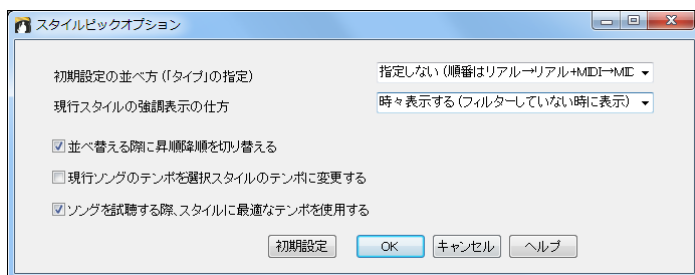 スタイルピックオプション
初期設定の並べ方(「タイプ」の指定) 指定しない(順番はリアル→リアル+MIDI→MIC
現行スタイルの強調表示の仕方 時々表示する(フィルターしていない時に表示)
並べ替える際に昇順降順を切り替える
現行ソングのテンポを選択スタイルのテンポに変更する
ソングを試聴する際、スタイルに最適なテンポを使用する
初期設定 OK キャンセル ヘルプ